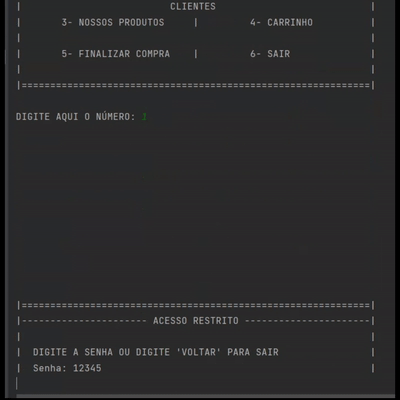 | CLIENTES |
| 3- NOSSOS PRODUTOS | 4- CARRINHO |
| |
| 5- FINALIZAR COMPRA | 6- SAIR |
| |
|==============================================================|
DIGITE AQUI O NÚMERO: 3
|==============================================================|
|---------------------- ACESSO RESTRITO ----------------------|
| |
| DIGITE A SENHA OU DIGITE 'VOLTAR' PARA SAIR |
| Senha: 12345 |